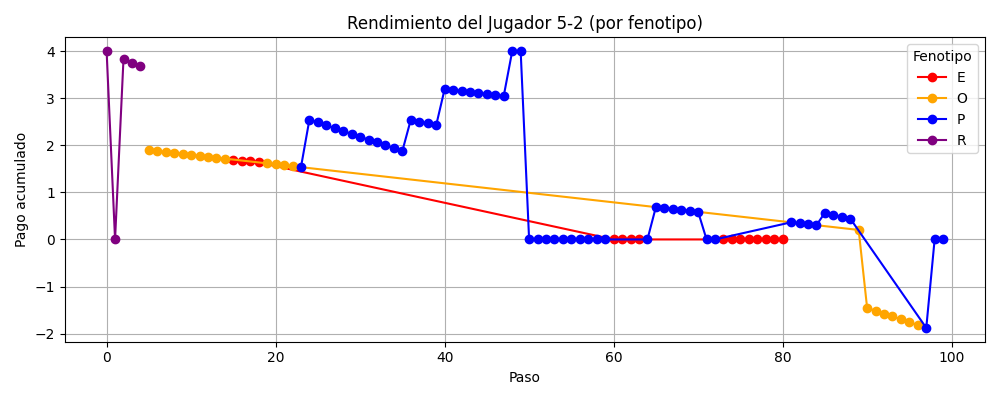 Rendimiento del Jugador 5-2 (por fenotipo)
Pago acumulado
4
3
2
1
0
−1
−2
Fenotipo
E
O
P
R
0 20 40 60 80 100
Paso